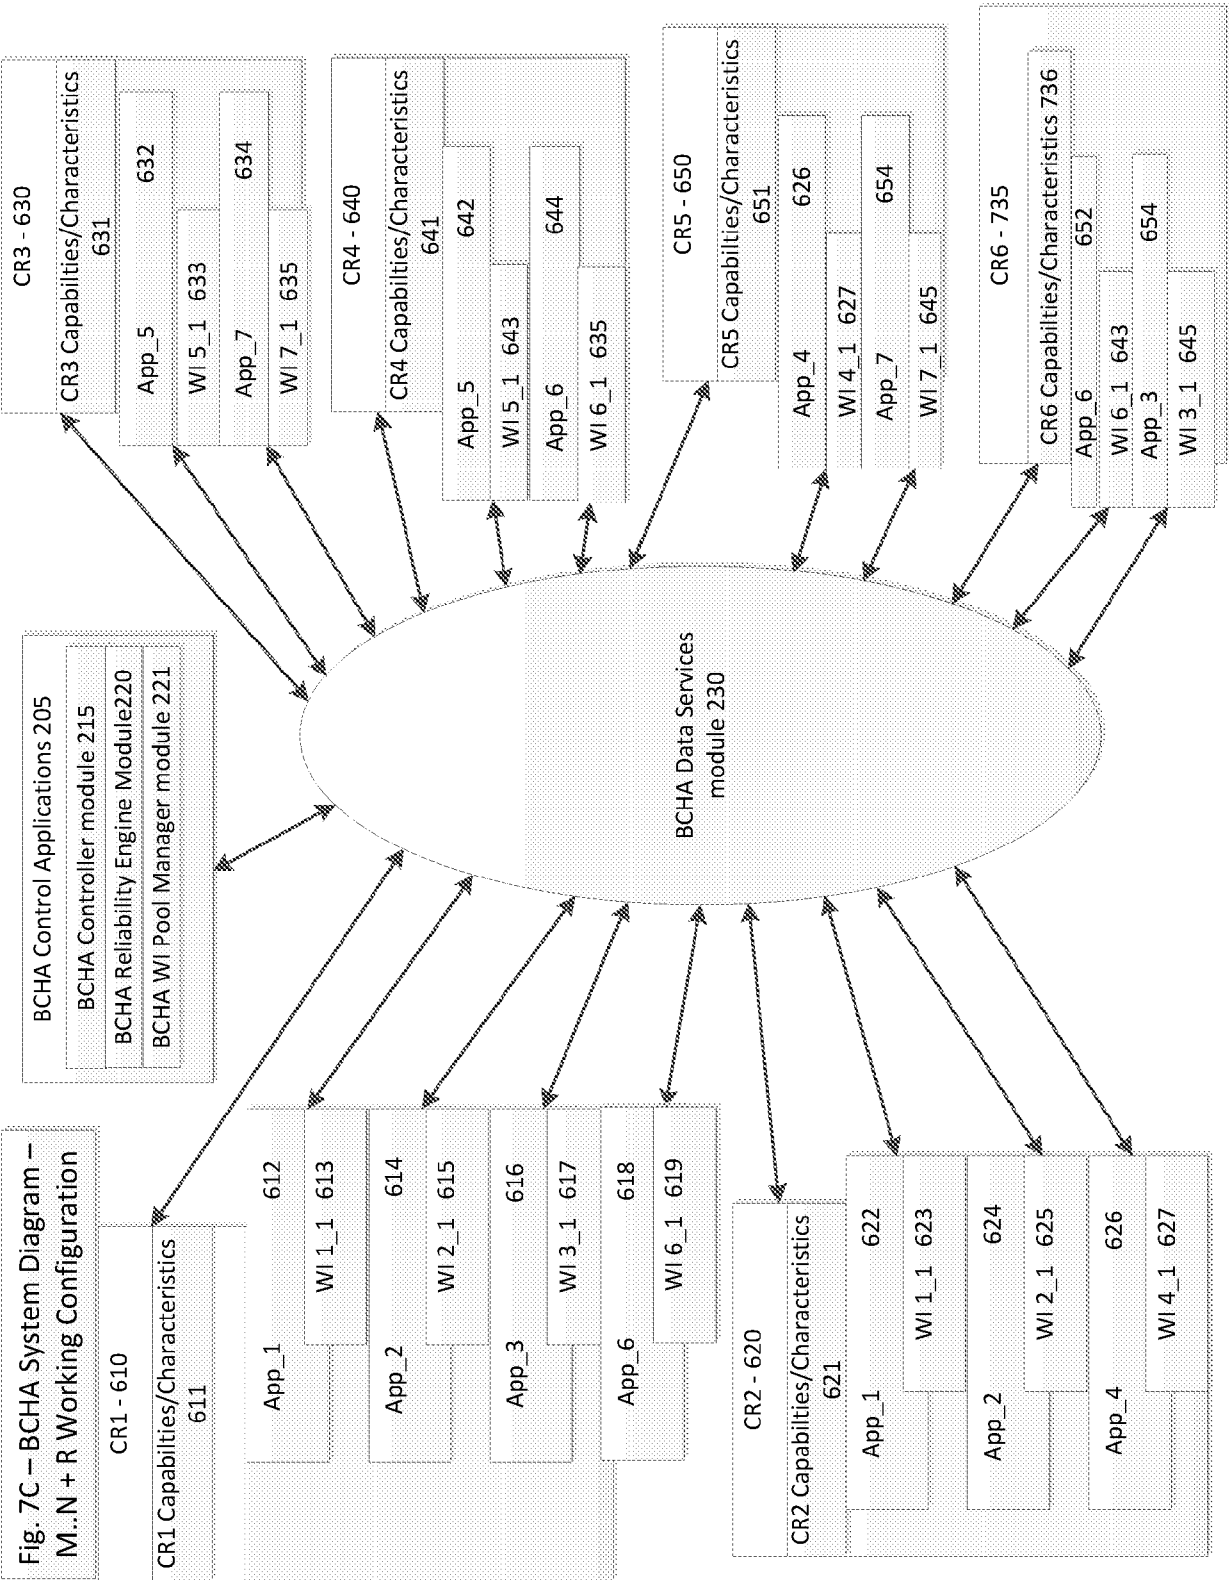 Fig. 7C – BCHA System Diagram –
M..N + R Working Configuration
BCHA Control Applications 205
BCHA Controller module 215
BCHA Reliability Engine Module220
BCHA WI Pool Manager module 221
CR1 - 610
CR1 Capabilties/Characteristics
611
App_1 612
WI 1_1 613
App_2 614
WI 2_1 615
App_3 616
WI 3_1 617
App_6 618
WI 6_1 619
CR2 - 620
CR2 Capabilties/Characteristics
621
App_1 622
WI 1_1 623
App_2 624
WI 2_1 625
App_4 626
WI 4_1 627
BCHA Data Services
module 230
CR3 - 630
CR3 Capabilties/Characteristics
631
App_5 632
WI 5_1 633
App_7 634
WI 7_1 635
CR4 - 640
CR4 Capabilties/Characteristics
641
App_5 642
WI 5_1 643
App_6 644
WI 6_1 635
CR5 - 650
CR5 Capabilties/Characteristics
651
App_4 626
WI 4_1 627
App_7 654
WI 7_1 645
CR6 - 735
CR6 Capabilties/Characteristics 736
App_6 652
WI 6_1 643
App_3 654
WI 3_1 645